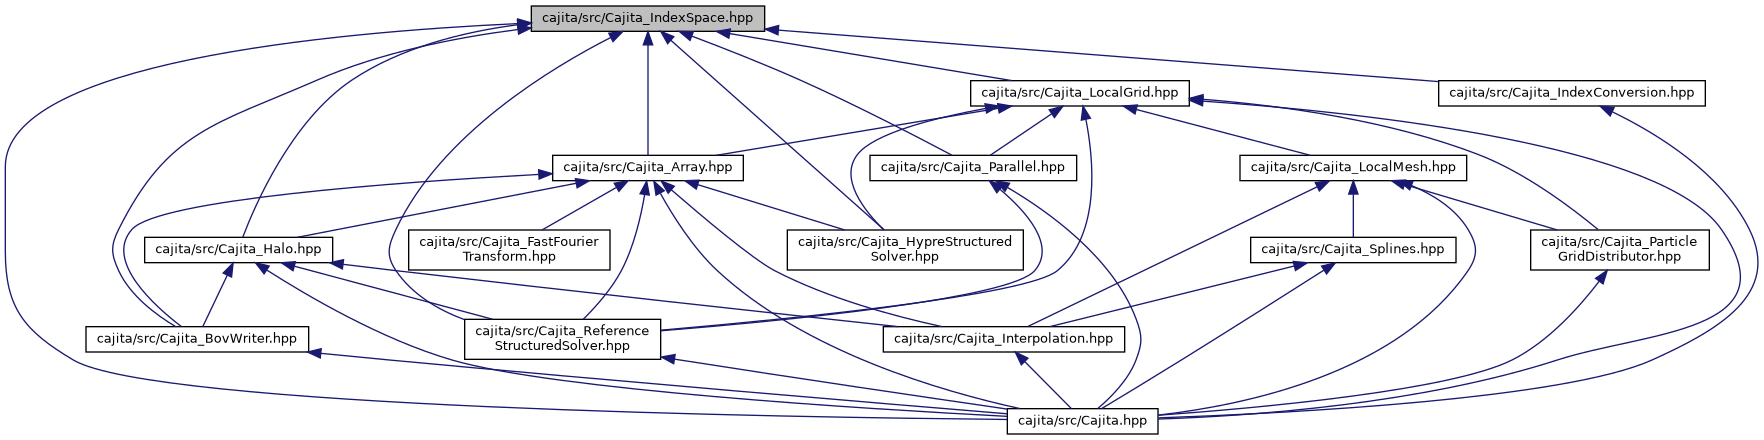 cajita/src/Cajita_IndexSpace.hpp
cajita/src/Cajita_LocalGrid.hpp
cajita/src/Cajita_IndexConversion.hpp
cajita/src/Cajita_Array.hpp
cajita/src/Cajita_Parallel.hpp
cajita/src/Cajita_LocalMesh.hpp
cajita/src/Cajita_Halo.hpp
cajita/src/Cajita_FastFourier
Transform.hpp
cajita/src/Cajita_HypreStructured
Solver.hpp
cajita/src/Cajita_Splines.hpp
cajita/src/Cajita_Particle
GridDistributor.hpp
cajita/src/Cajita_BovWriter.hpp
cajita/src/Cajita_Reference
StructuredSolver.hpp
cajita/src/Cajita_Interpolation.hpp
cajita/src/Cajita.hpp